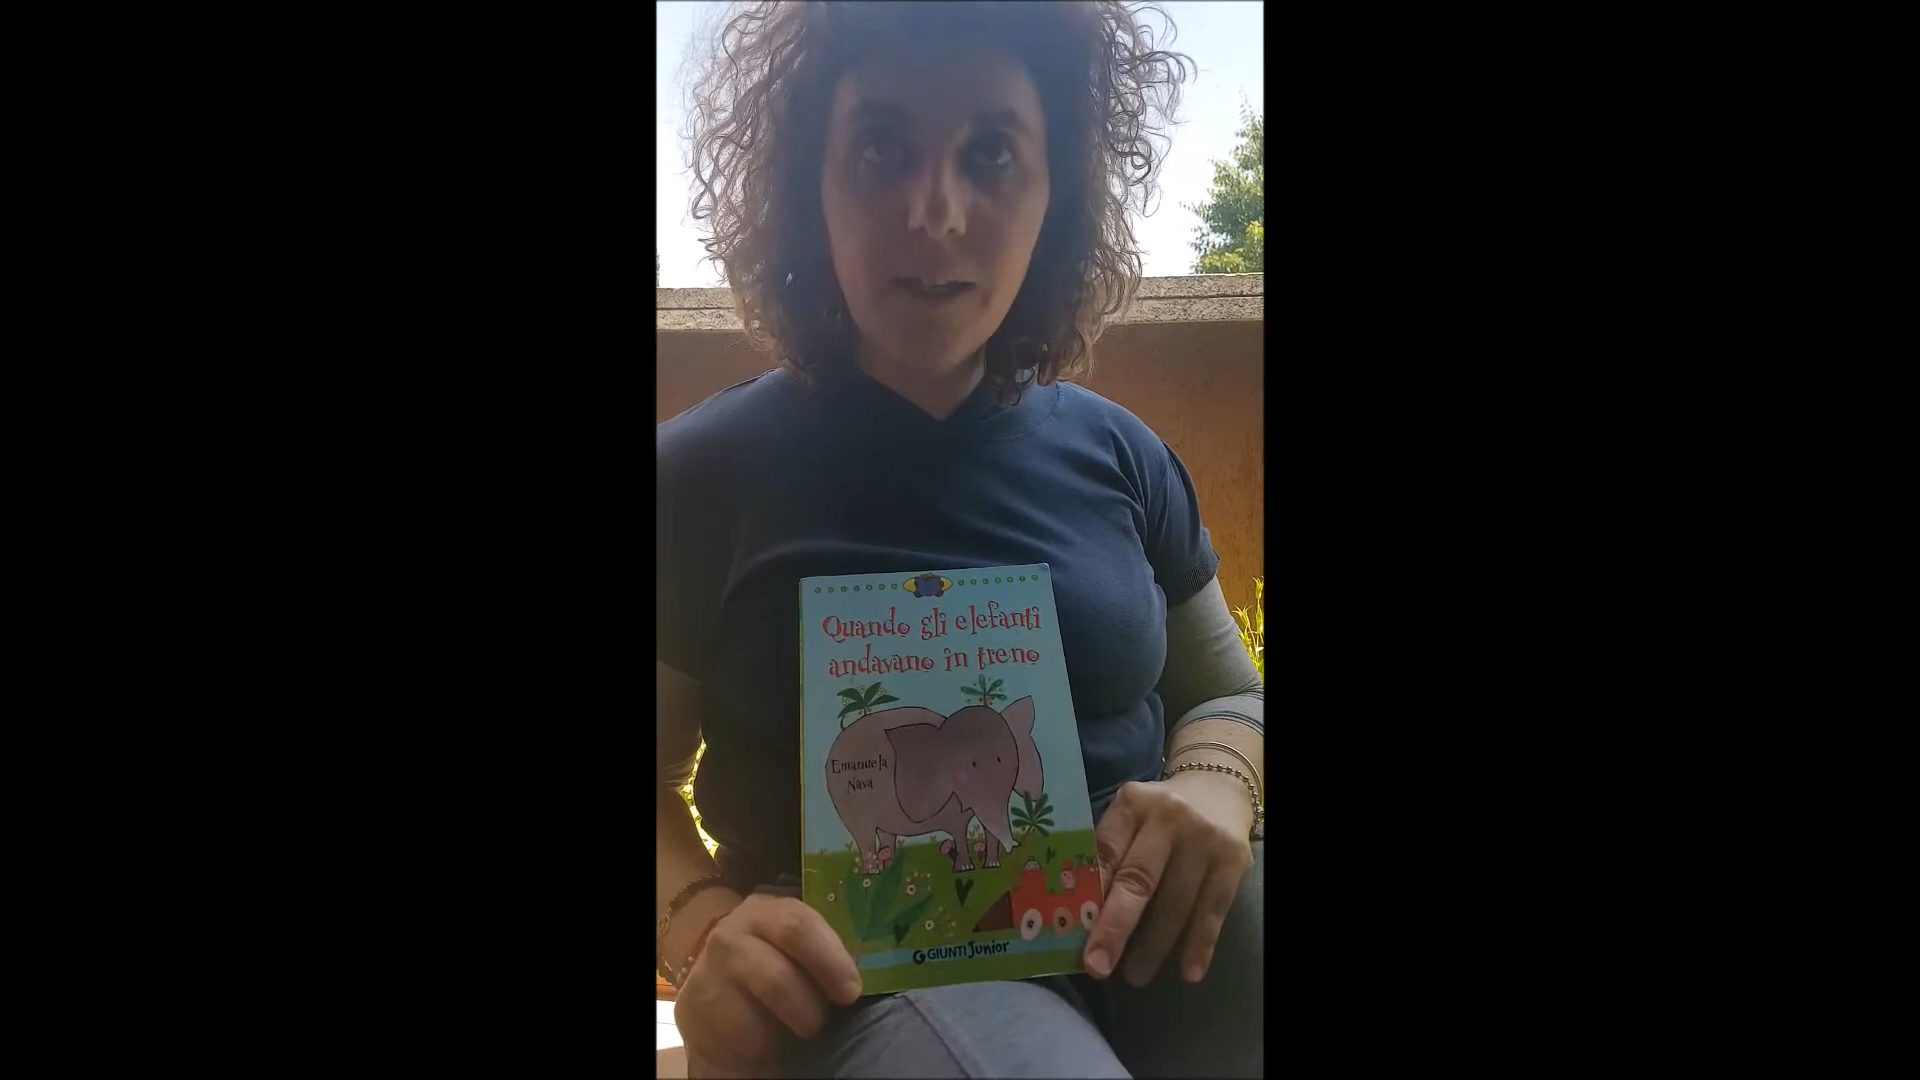 Quando gli elefanti
andavano in treno
Emanuela
Nava
GIUNTI Junior